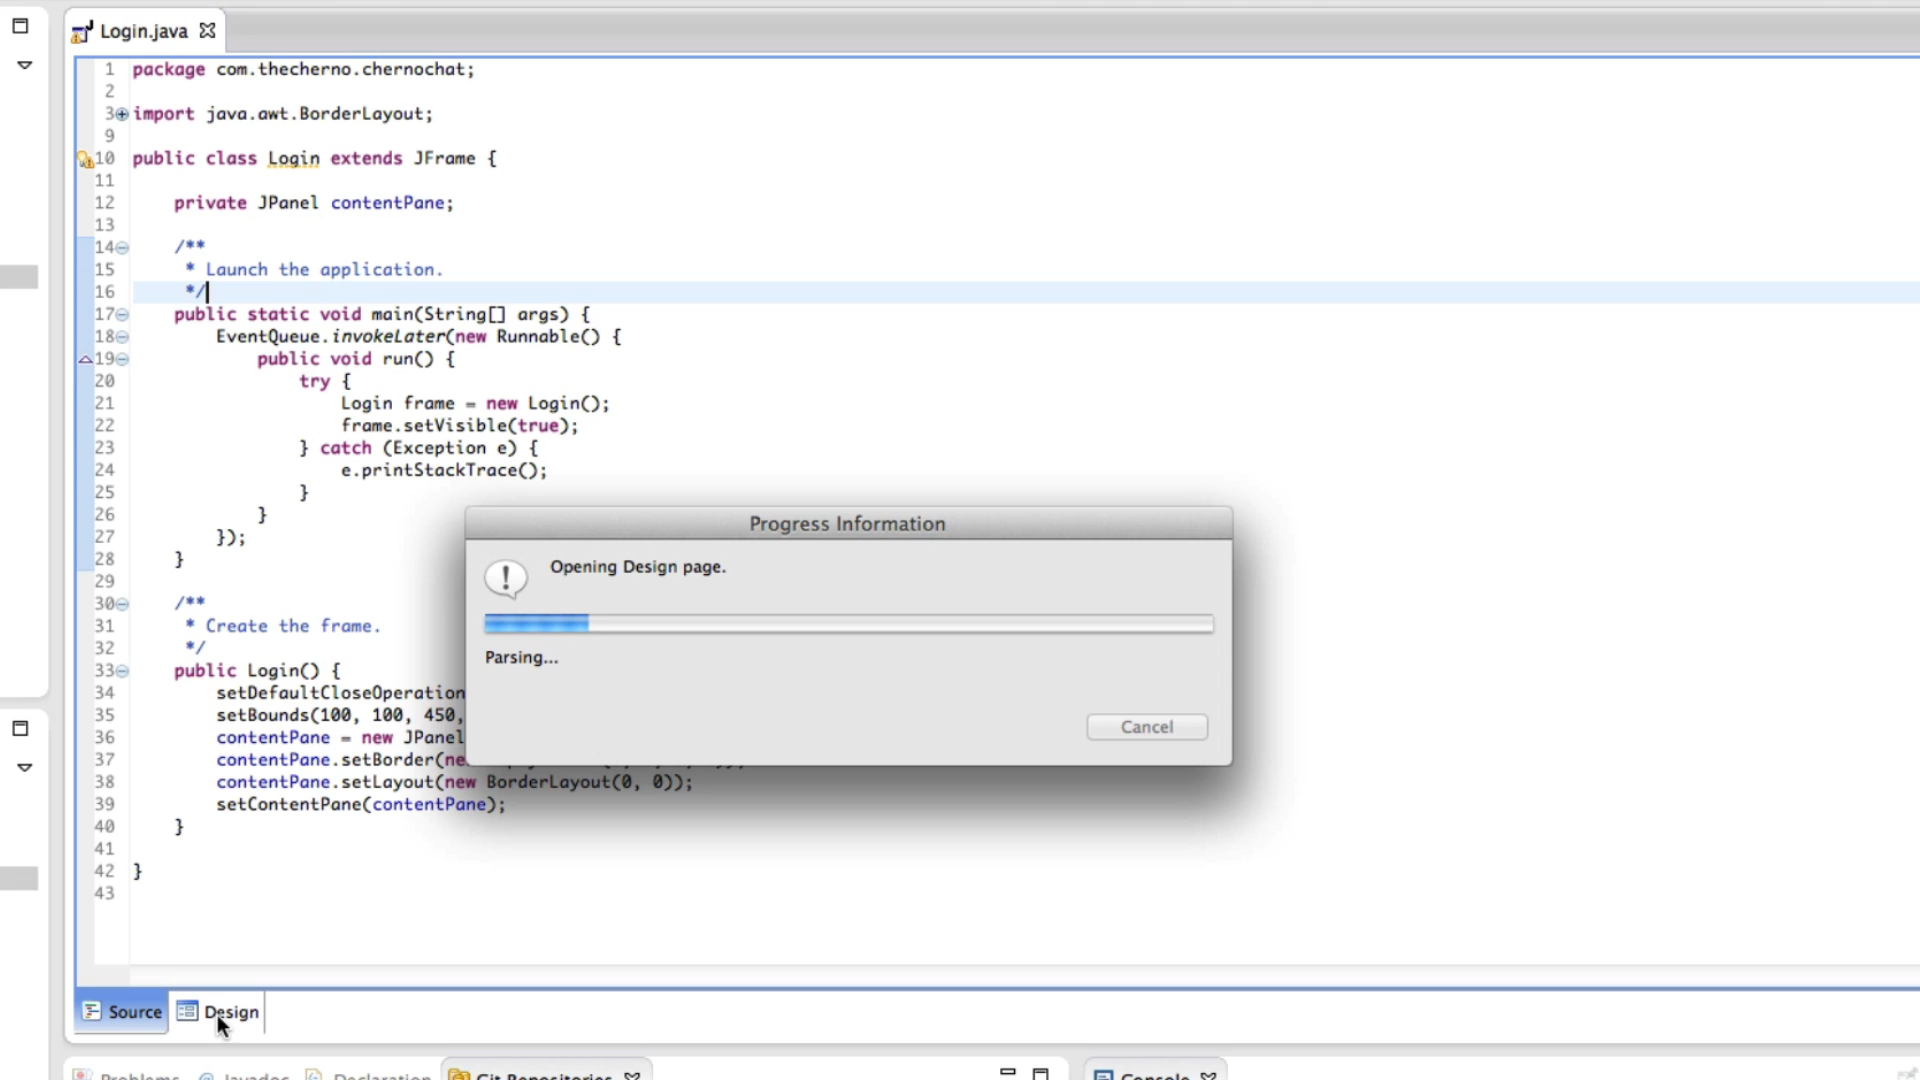 Login.java
1 package com.thecherno.chernochat;
2
3 import java.awt.BorderLayout;
9
10 public class Login extends JFrame {
11
12 private JPanel contentPane;
13
14 /**
15 * Launch the application.
16 */
17 public static void main(String[] args) {
18 EventQueue.invokeLater(new Runnable() {
19 public void run() {
20 try {
21 Login frame = new Login();
22 frame.setVisible(true);
23 } catch (Exception e) {
24 e.printStackTrace();
25 }
26 }
27 });
28 }
29
30 /**
31 * Create the frame.
32 */
33 public Login() {
34 setDefaultCloseOperation
35 setBounds(100, 100, 450,
36 contentPane = new JPanel
37 contentPane.setBorder(ne
38 contentPane.setLayout(new BorderLayout(0, 0));
39 setContentPane(contentPane);
40 }
41
42 }
43
Progress Information
Opening Design page.
Parsing...
Cancel
Source Design
Problems @ Javadoc Declaration Git Repositories Console